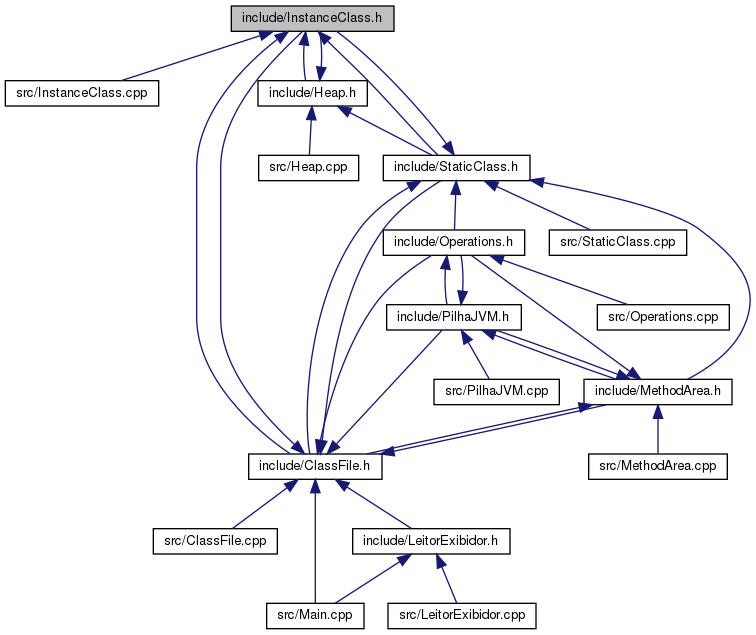 include/InstanceClass.h
src/InstanceClass.cpp
include/Heap.h
src/Heap.cpp
include/StaticClass.h
include/Operations.h
src/StaticClass.cpp
include/PilhaJVM.h
src/Operations.cpp
src/PilhaJVM.cpp
include/MethodArea.h
include/ClassFile.h
src/MethodArea.cpp
src/ClassFile.cpp
include/LeitorExibidor.h
src/Main.cpp
src/LeitorExibidor.cpp